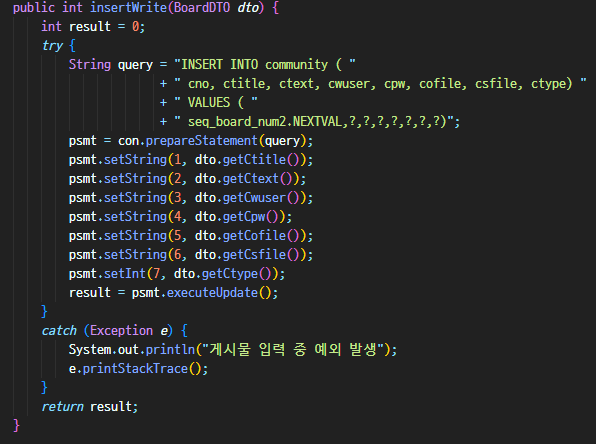 public int insertWrite(BoardDTO dto) {
    int result = 0;
    try {
        String query = "INSERT INTO community ( "
                     + " cno, ctitle, ctext, cwuser, cpw, cofile, csfile, ctype) "
                     + " VALUES ( "
                     + " seq_board_num2.NEXTVAL,?,?,?,?,?,?,?)";
        psmt = con.prepareStatement(query);
        psmt.setString(1, dto.getCtitle());
        psmt.setString(2, dto.getCtext());
        psmt.setString(3, dto.getCwuser());
        psmt.setString(4, dto.getCpw());
        psmt.setString(5, dto.getCofile());
        psmt.setString(6, dto.getCsfile());
        psmt.setInt(7, dto.getCtype());
        result = psmt.executeUpdate();
    }
    catch (Exception e) {
        System.out.println("게시물 입력 중 예외 발생");
        e.printStackTrace();
    }
    return result;
}